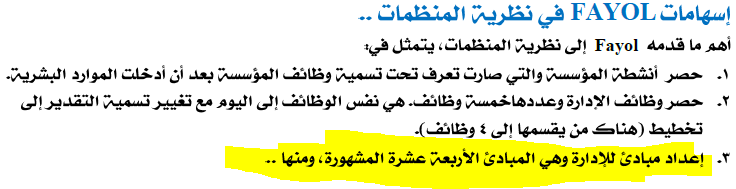 إسهامات FAYOL في نظرية المنظمات ..
أهم ما قدمه Fayol إلى نظرية المنظمات، يتمثل في:
١. حصر أنشطة المؤسسة والتي صارت تعرف تحت تسمية وظائف المؤسسة بعد أن أدخلت الموارد البشرية.
٢. حصر وظائف الإدارة وعددهاخمسة وظائف. هي نفس الوظائف إلى اليوم مع تغيير تسمية التقدير إلى
تخطيط (هناك من يقسمها إلى ٤ وظائف).
٣. إعداد مبادئ للإدارة وهي المبادئ الأربعة عشرة المشهورة، ومنها ..